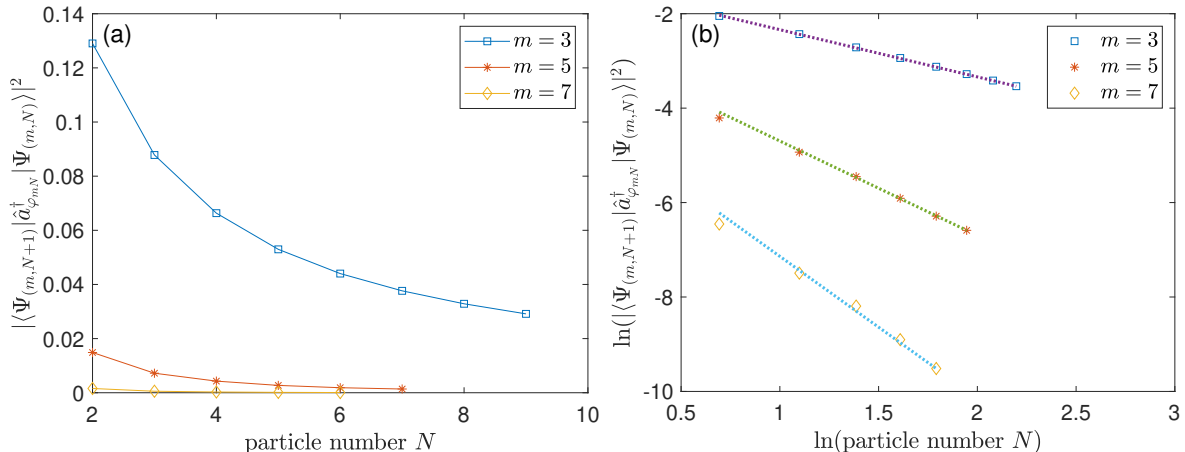 (a)
|⟨Ψ_{(m,N+1)}|â†_{φ_{mN}}|Ψ_{(m,N)}⟩|²
0.14
0.12
0.1
0.08
0.06
0.04
0.02
0
m = 3
m = 5
m = 7
2 4 6 8 10
particle number N
(b)
ln(|⟨Ψ_{(m,N+1)}|â†_{φ_{mN}}|Ψ_{(m,N)}⟩|²)
-2
-4
-6
-8
-10
m = 3
m = 5
m = 7
0.5 1 1.5 2 2.5 3
ln(particle number N)